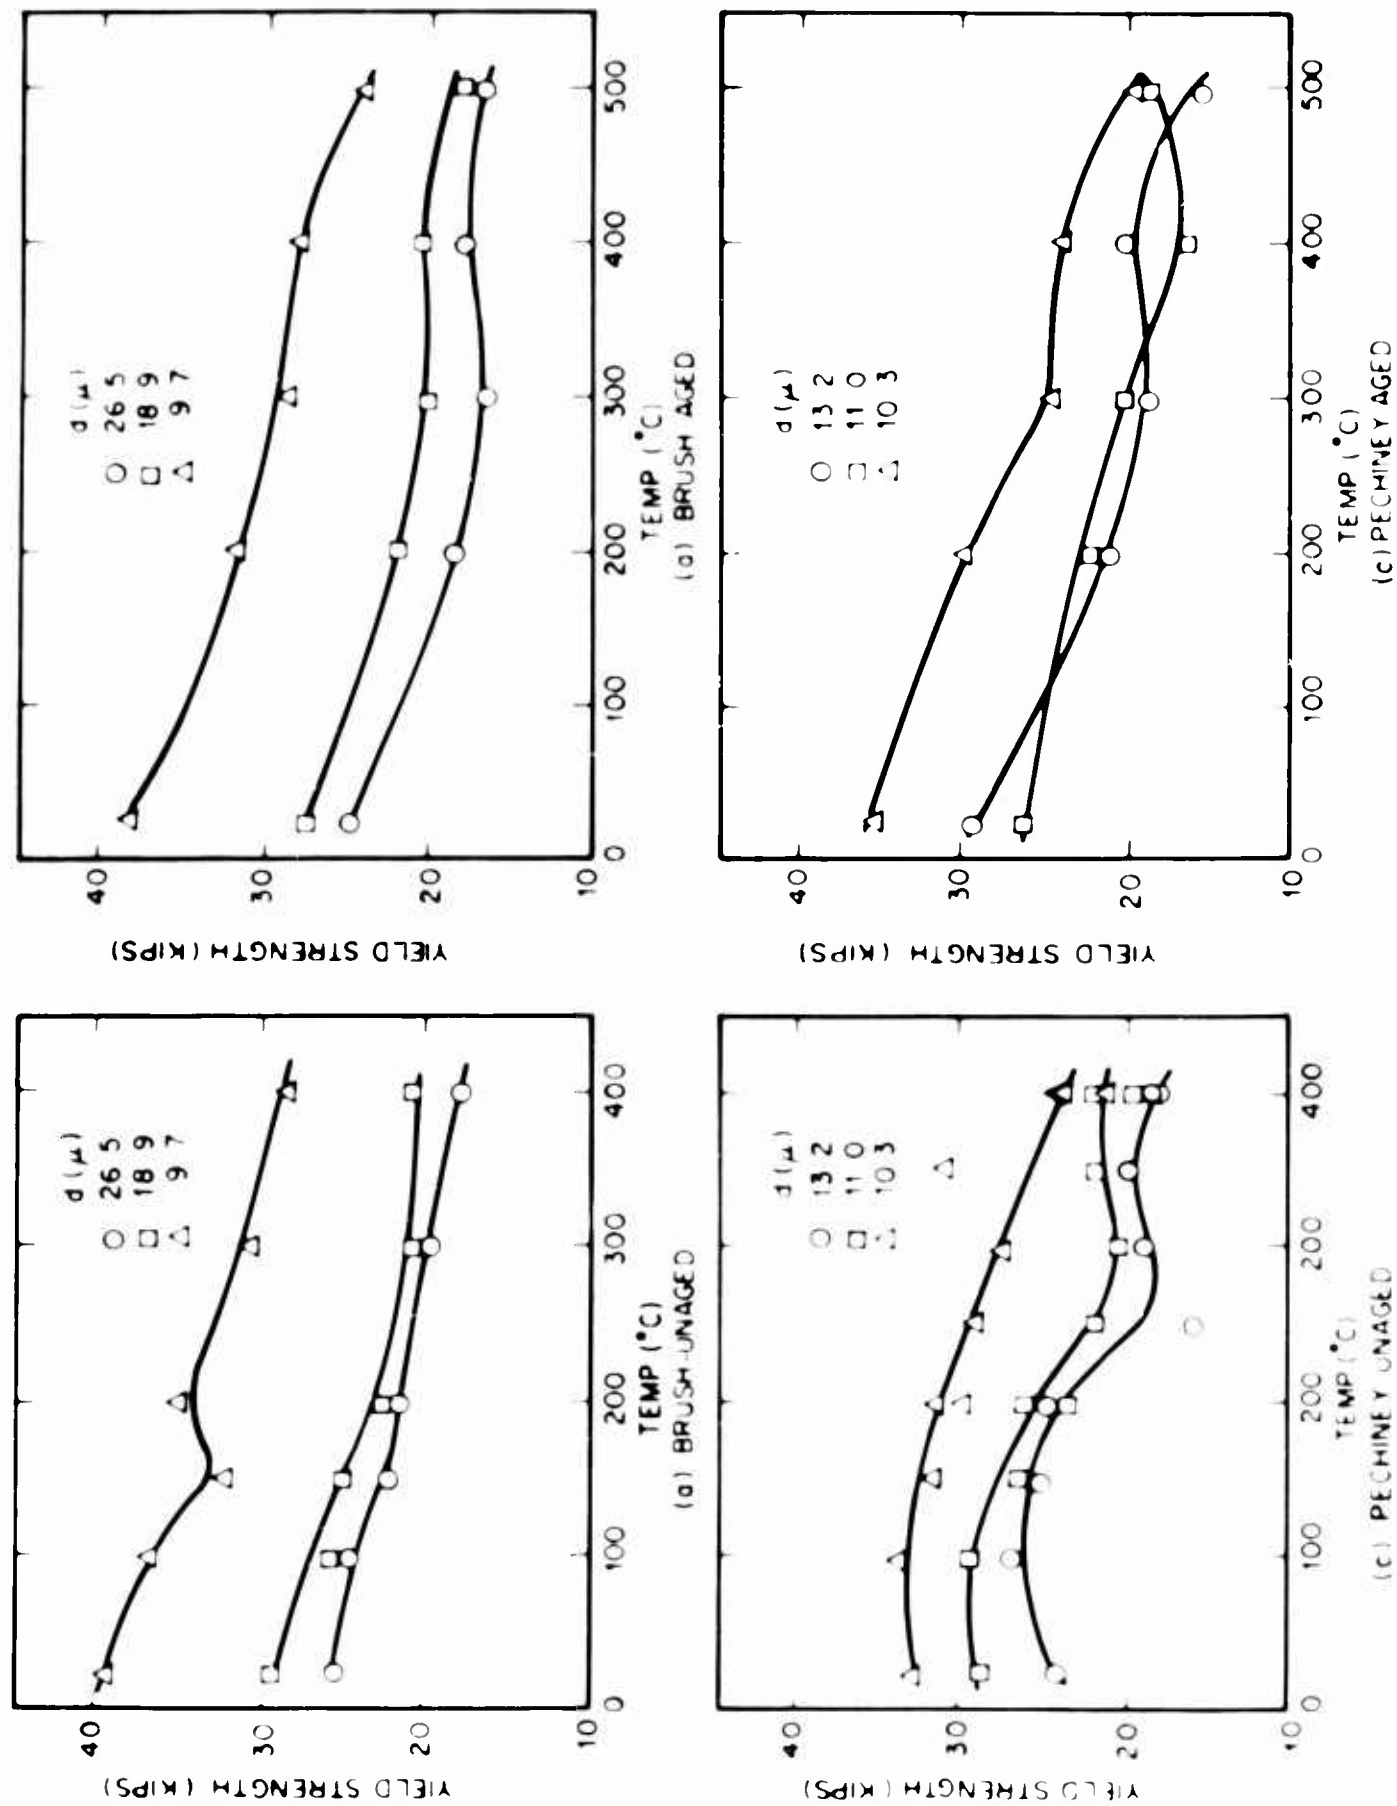 YIELD STRENGTH (KIPS)
40
30
20
10
d (μ)
○ 26 5
□ 18 9
△ 9 7
0 100 200 300 400
TEMP (°C)
(a) BRUSH-UNAGED
YIELD STRENGTH (KIPS)
40
30
20
10
d (μ)
○ 26 5
□ 18 9
△ 9 7
0 100 200 300 400 500
TEMP (°C)
(a) BRUSH AGED
YIELD STRENGTH (KIPS)
40
30
20
10
d (μ)
○ 13 2
□ 11 0
△ 10 3
0 100 200 200 400
TEMP (°C)
(c) PECHINEY UNAGED
YIELD STRENGTH (KIPS)
40
30
20
10
d (μ)
○ 13 2
□ 11 0
△ 10 3
0 100 200 300 400 500
TEMP (°C)
(c) PECHINEY AGED